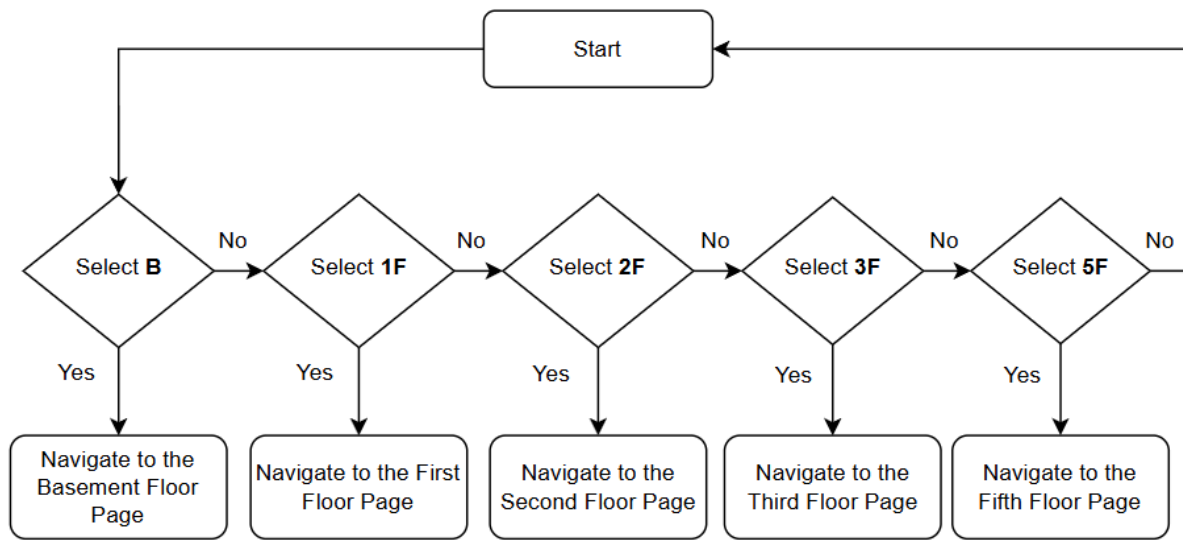 Start
Select B
No
Select 1F
No
Select 2F
No
Select 3F
No
Select 5F
No
Yes
Yes
Yes
Yes
Yes
Navigate to the
Basement Floor
Page
Navigate to the First
Floor Page
Navigate to the
Second Floor Page
Navigate to the
Third Floor Page
Navigate to the
Fifth Floor Page